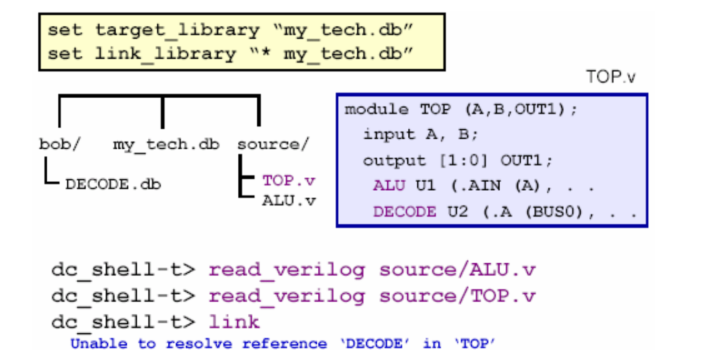 set target_library “my_tech.db”
set link_library “* my_tech.db”
TOP.v
bob/ my_tech.db source/
DECODE.db
TOP.v
ALU.v
module TOP (A,B,OUT1);
input A, B;
output [1:0] OUT1;
ALU U1 (.AIN (A), . .
DECODE U2 (.A (BUS0), . .
dc_shell-t> read_verilog source/ALU.v
dc_shell-t> read_verilog source/TOP.v
dc_shell-t> link
Unable to resolve reference ‘DECODE’ in ‘TOP’